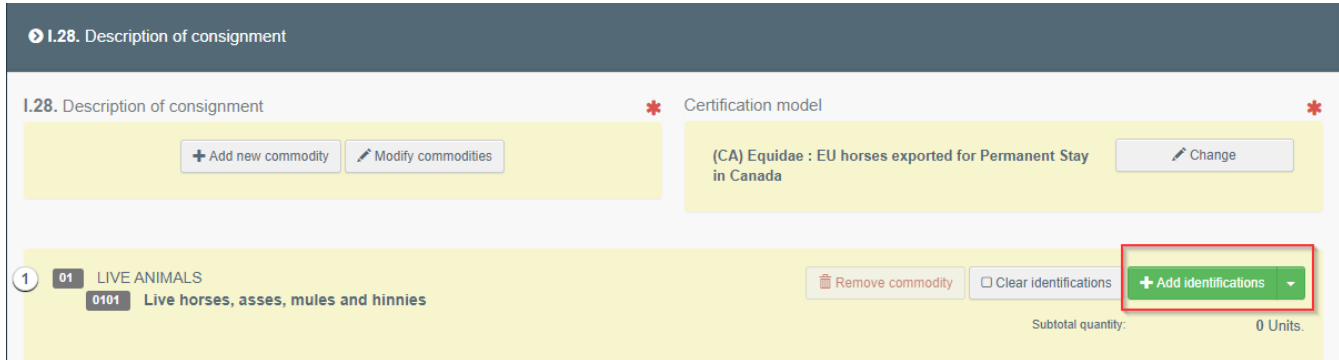 I.28. Description of consignment
I.28. Description of consignment *
Certification model *
+ Add new commodity Modify commodities
(CA) Equidae : EU horses exported for Permanent Stay
in Canada
Change
1 01 LIVE ANIMALS
0101 Live horses, asses, mules and hinnies
Remove commodity Clear identifications + Add identifications
Subtotal quantity: 0 Units.